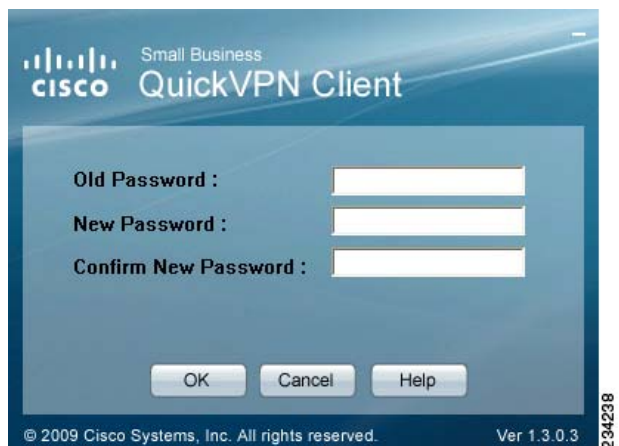 Small Business
CISCO QuickVPN Client
Old Password :
New Password :
Confirm New Password :
OK Cancel Help
© 2009 Cisco Systems, Inc. All rights reserved. Ver 1.3.0.3
234238